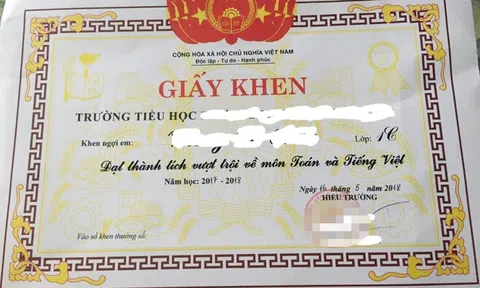 CỘNG HÒA XÃ HỘI CHỦ NGHĨA VIỆT NAM
Độc lập - Tự do - Hạnh phúc
GIẤY KHEN
TRƯỜNG TIỂU HỌC
Khen ngợi em: Lớp: 1C
Đạt thành tích vượt trội về môn Toán và Tiếng Việt
Năm học: 2017 - 2018
Ngày 16 tháng 5 năm 2018
HIỆU TRƯỞNG
Vào sổ khen thưởng số: